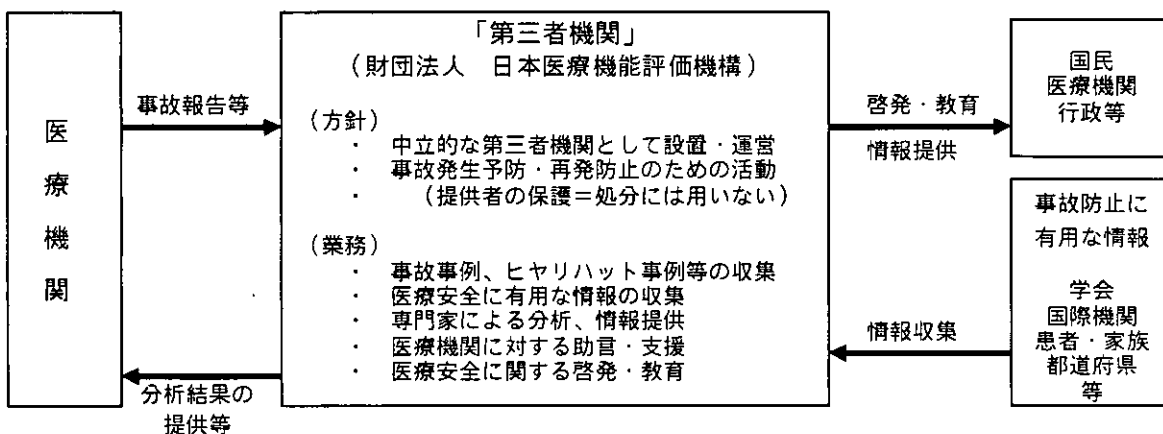 医療機関
事故報告等
分析結果の
提供等
「第三者機関」
(財団法人　日本医療機能評価機構)
(方針)
・　中立的な第三者機関として設置・運営
・　事故発生予防・再発防止のための活動
・　(提供者の保護＝処分には用いない)
(業務)
・　事故事例、ヒヤリハット事例等の収集
・　医療安全に有用な情報の収集
・　専門家による分析、情報提供
・　医療機関に対する助言・支援
・　医療安全に関する啓発・教育
啓発・教育
情報提供
国民
医療機関
行政等
情報収集
事故防止に
有用な情報
学会
国際機関
患者・家族
都道府県
等